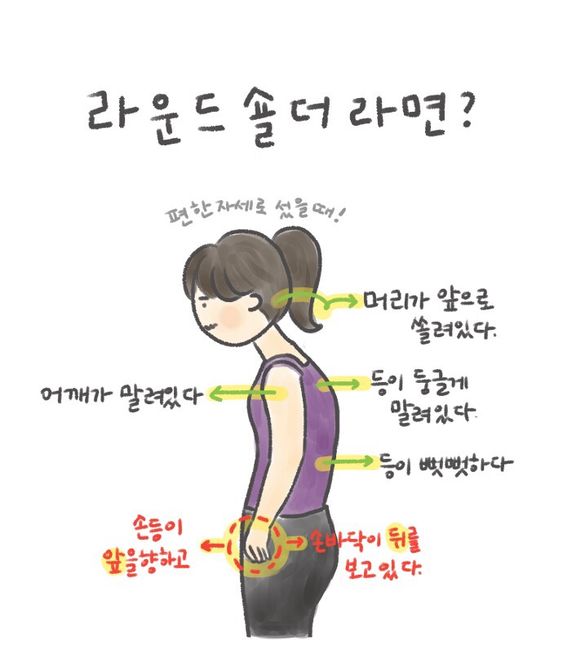 라운드 숄더 라면?
편한자세로 섰을때!
머리가 앞으로
쏠려있다.
어깨가 말려있다
등이 둥글게
말려있다.
등이 뻣뻣하다
손등이
앞을향하고
손바닥이 뒤를
보고있다.